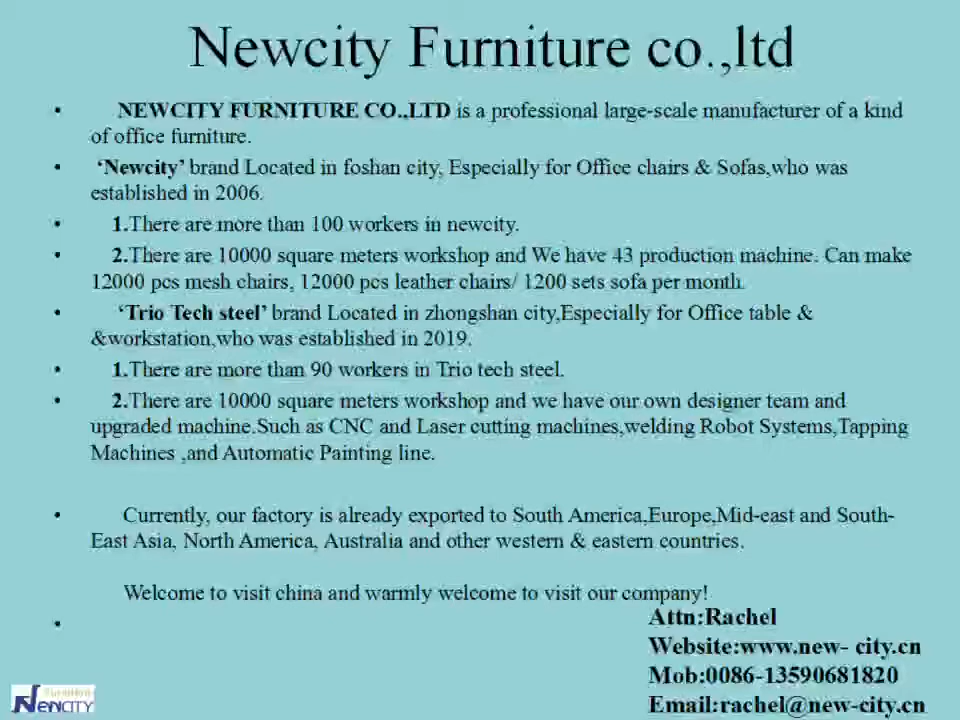 Newcity Furniture co.,ltd
• NEWCITY FURNITURE CO.,LTD is a professional large-scale manufacturer of a kind
of office furniture.
• ‘Newcity’ brand Located in foshan city, Especially for Office chairs & Sofas,who was
established in 2006.
• 1.There are more than 100 workers in newcity.
• 2.There are 10000 square meters workshop and We have 43 production machine. Can make
12000 pcs mesh chairs, 12000 pcs leather chairs/ 1200 sets sofa per month.
• ‘Trio Tech steel’ brand Located in zhongshan city,Especially for Office table &
&workstation,who was established in 2019.
• 1.There are more than 90 workers in Trio tech steel.
• 2.There are 10000 square meters workshop and we have our own designer team and
upgraded machine.Such as CNC and Laser cutting machines,welding Robot Systems,Tapping
Machines ,and Automatic Painting line.
• Currently, our factory is already exported to South America,Europe,Mid-east and South-
East Asia, North America, Australia and other western & eastern countries.
Welcome to visit china and warmly welcome to visit our company!
•
Attn:Rachel
Website:www.new- city.cn
Mob:0086-13590681820
Email:rachel@new-city.cn
Furniture
NENCITY